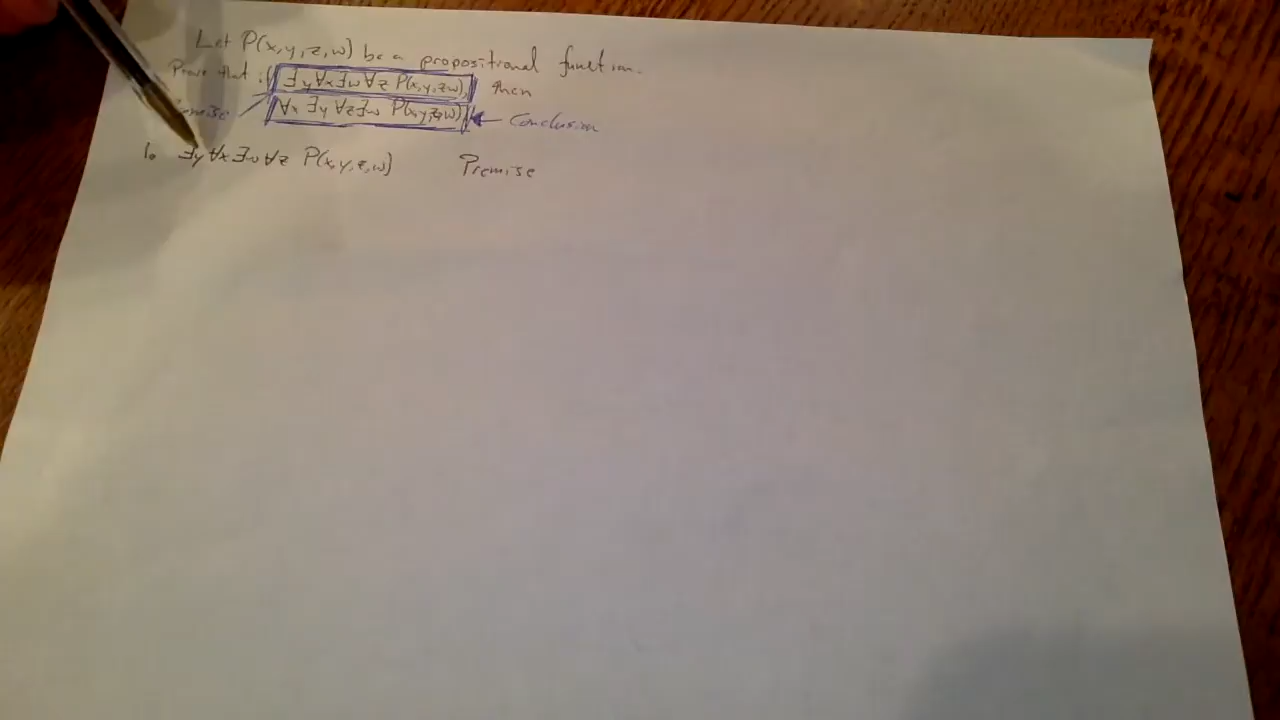 Let P(x,y,z,w) be a propositional function.
Prove that if ∃y∀x∃w∀z P(x,y,z,w), then
∀x ∃y ∀z∃w P(x,y,z,w) ← Conclusion
1. ∃y ∀x ∃w ∀z P(x,y,z,w) Premise